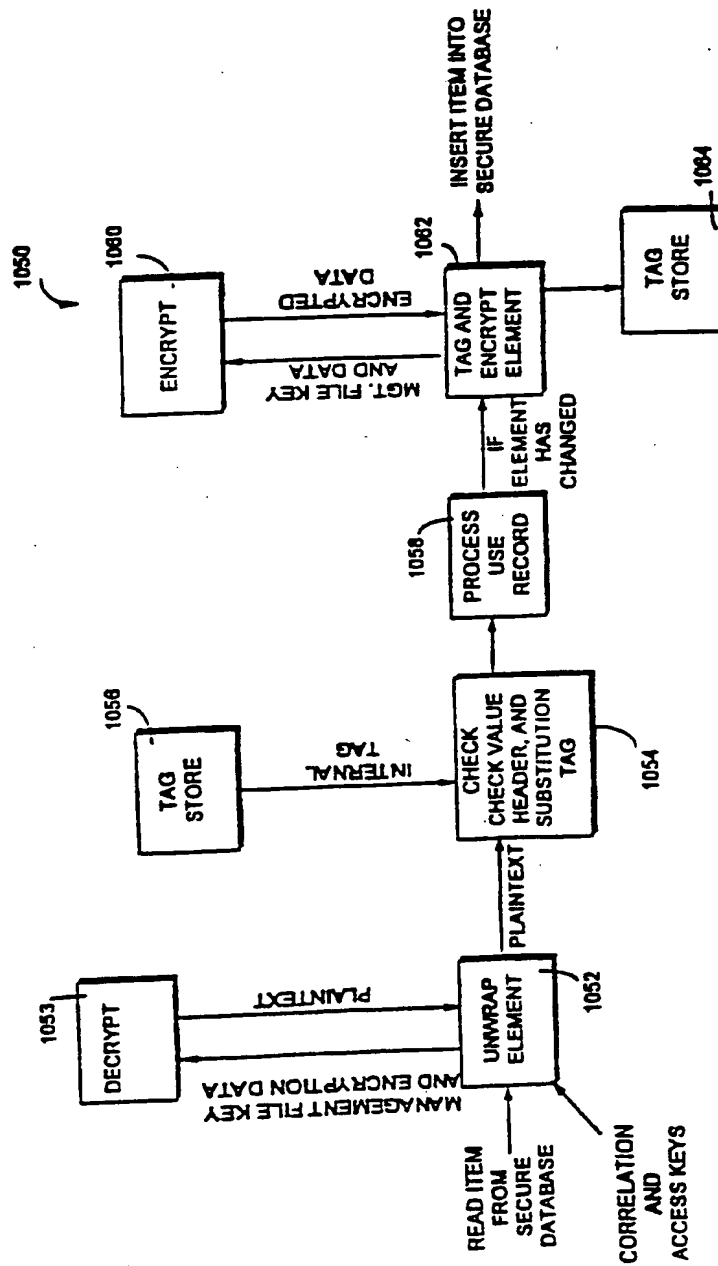 1050
1053
DECRYPT
MANAGEMENT FILE KEY
AND ENCRYPTION DATA
PLAINTEXT
READ ITEM
FROM
SECURE
DATABASE
UNWRAP
ELEMENT
1052
CORRELATION
AND
ACCESS KEYS
PLAINTEXT
1056
TAG
STORE
INTERNAL
TAG
CHECK
CHECK VALUE
HEADER, AND
SUBSTITUTION
TAG
1054
1058
PROCESS
USE
RECORD
IF
ELEMENT
HAS
CHANGED
1060
ENCRYPT
MGT. FILE KEY
AND DATA
ENCRYPTED
DATA
1062
TAG AND
ENCRYPT
ELEMENT
INSERT ITEM INTO
SECURE DATABASE
TAG
STORE
1064